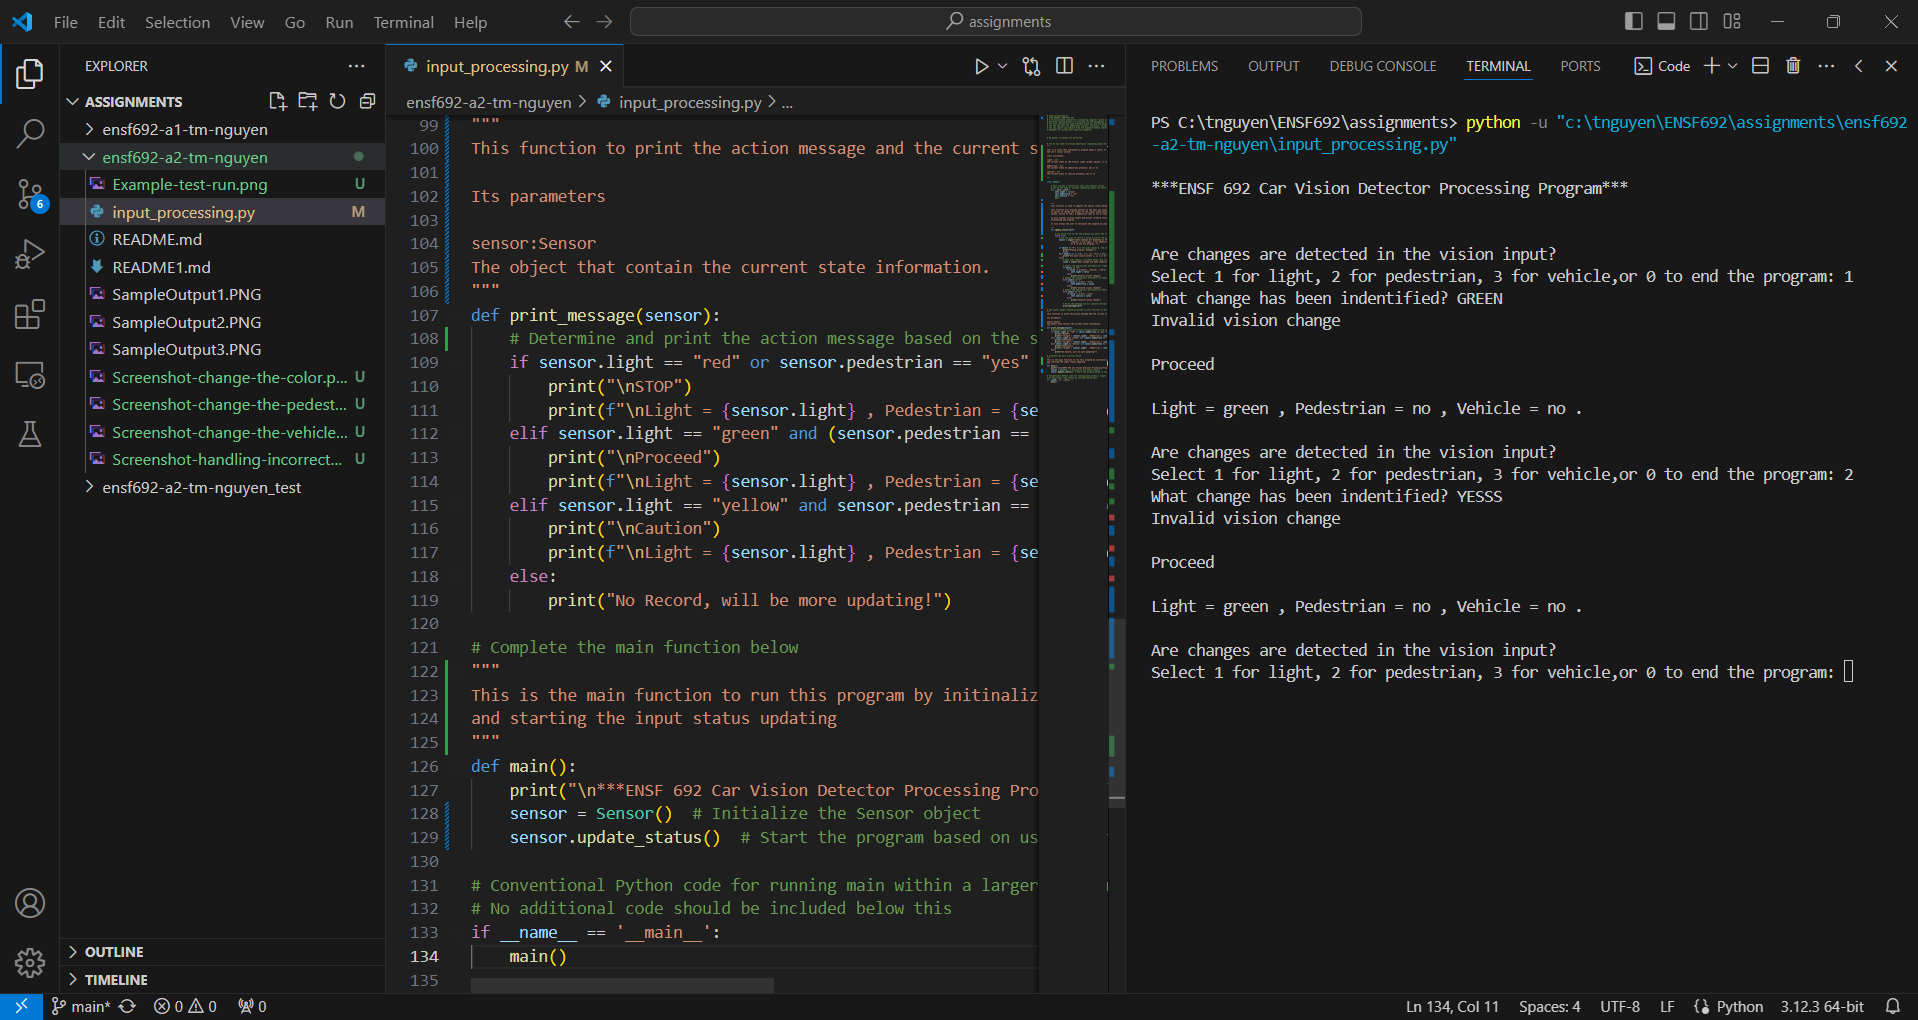 File Edit Selection View Go Run Terminal Help
assignments
EXPLORER
ASSIGNMENTS
ensf692-a1-tm-nguyen
ensf692-a2-tm-nguyen
Example-test-run.png U
input_processing.py M
README.md
README1.md
SampleOutput1.PNG
SampleOutput2.PNG
SampleOutput3.PNG
Screenshot-change-the-color.p... U
Screenshot-change-the-pedest... U
Screenshot-change-the-vehicle... U
Screenshot-handling-incorrect... U
ensf692-a2-tm-nguyen_test
OUTLINE
TIMELINE
6
input_processing.py M
ensf692-a2-tm-nguyen > input_processing.py > ...
99 """
100 This function to print the action message and the current s
101
102 Its parameters
103
104 sensor:Sensor
105 The object that contain the current state information.
106 """
107 def print_message(sensor):
108 # Determine and print the action message based on the s
109 if sensor.light == "red" or sensor.pedestrian == "yes"
110 print("\nSTOP")
111 print(f"\nLight = {sensor.light} , Pedestrian = {se
112 elif sensor.light == "green" and (sensor.pedestrian ==
113 print("\nProceed")
114 print(f"\nLight = {sensor.light} , Pedestrian = {se
115 elif sensor.light == "yellow" and sensor.pedestrian ==
116 print("\nCaution")
117 print(f"\nLight = {sensor.light} , Pedestrian = {se
118 else:
119 print("No Record, will be more updating!")
120
121 # Complete the main function below
122 """
123 This is the main function to run this program by initinaliz
124 and starting the input status updating
125 """
126 def main():
127 print("\n***ENSF 692 Car Vision Detector Processing Pro
128 sensor = Sensor() # Initialize the Sensor object
129 sensor.update_status() # Start the program based on us
130
131 # Conventional Python code for running main within a larger
132 # No additional code should be included below this
133 if __name__ == '__main__':
134 main()
135
PROBLEMS OUTPUT DEBUG CONSOLE TERMINAL PORTS Code
PS C:\tnguyen\ENSF692\assignments> python -u "c:\tnguyen\ENSF692\assignments\ensf692
-a2-tm-nguyen\input_processing.py"
***ENSF 692 Car Vision Detector Processing Program***
Are changes are detected in the vision input?
Select 1 for light, 2 for pedestrian, 3 for vehicle,or 0 to end the program: 1
What change has been indentified? GREEN
Invalid vision change
Proceed
Light = green , Pedestrian = no , Vehicle = no .
Are changes are detected in the vision input?
Select 1 for light, 2 for pedestrian, 3 for vehicle,or 0 to end the program: 2
What change has been indentified? YESSS
Invalid vision change
Proceed
Light = green , Pedestrian = no , Vehicle = no .
Are changes are detected in the vision input?
Select 1 for light, 2 for pedestrian, 3 for vehicle,or 0 to end the program:
main* 0 0 0
Ln 134, Col 11 Spaces: 4 UTF-8 LF Python 3.12.3 64-bit